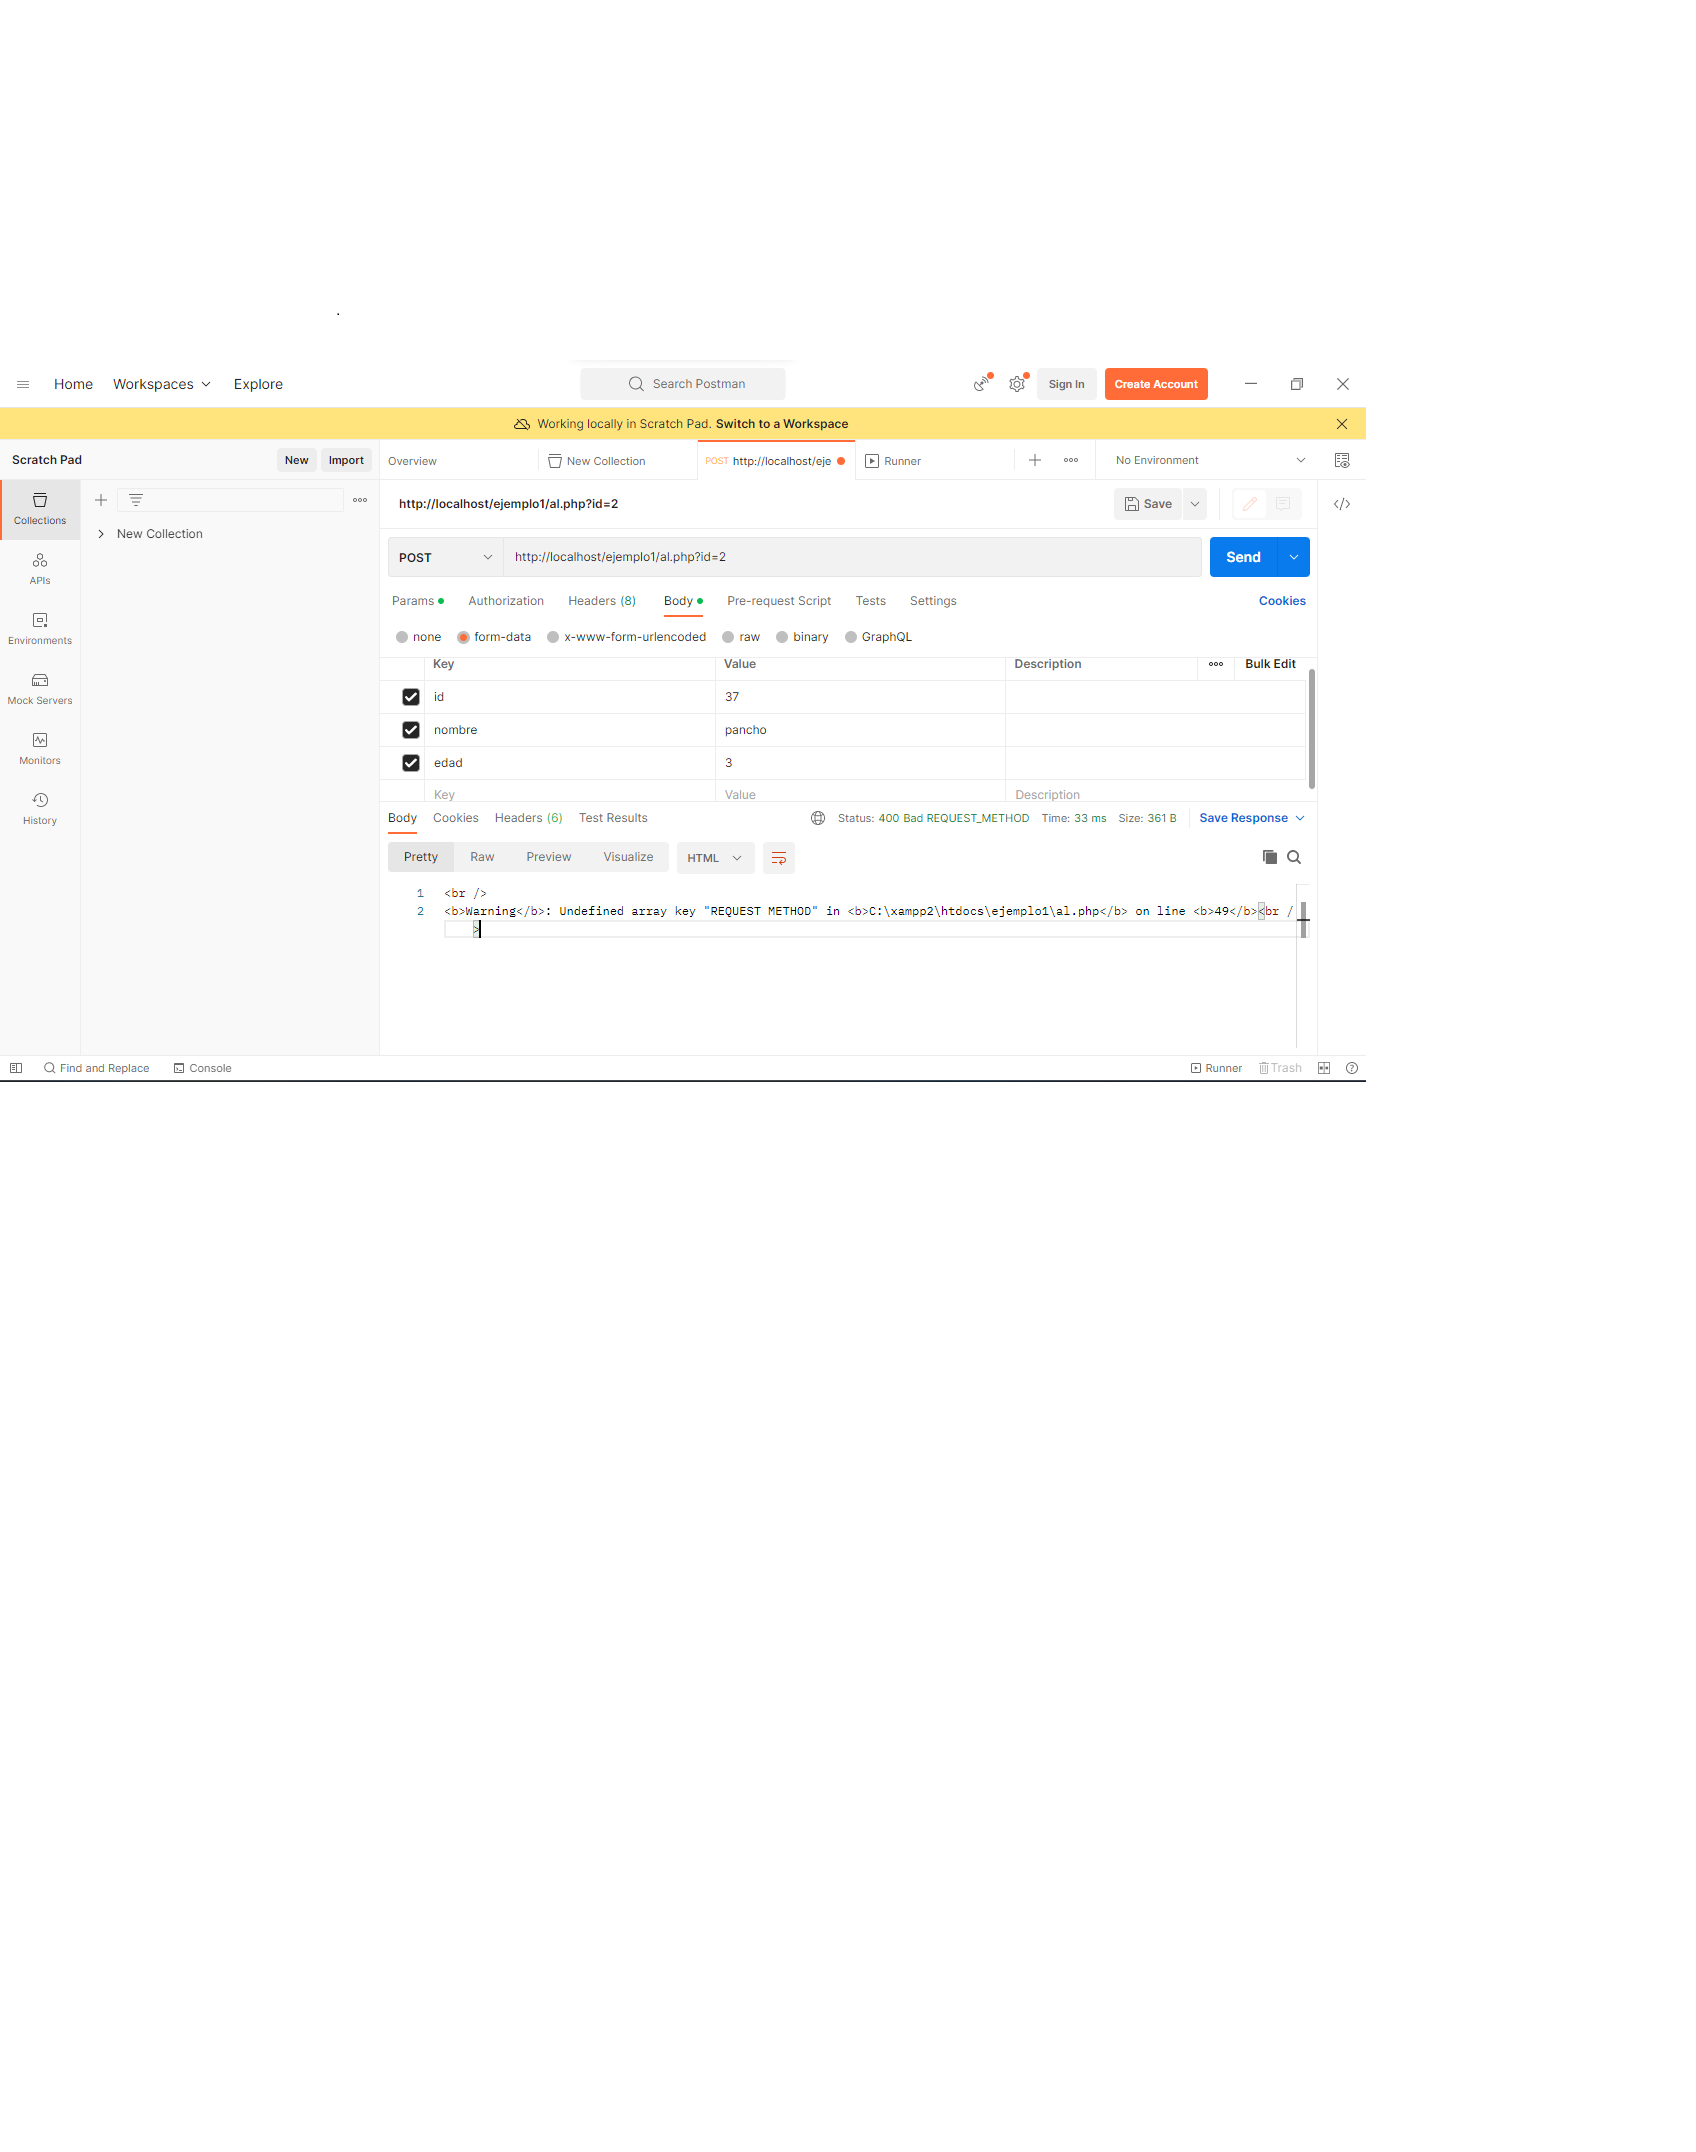 .
Home Workspaces Explore Search Postman Sign In Create Account
Working locally in Scratch Pad. Switch to a Workspace
Scratch Pad New Import Overview New Collection POST http://localhost/eje Runner No Environment
http://localhost/ejemplo1/al.php?id=2 Save
Collections
New Collection
POST http://localhost/ejemplo1/al.php?id=2 Send
APIs
Params Authorization Headers (8) Body Pre-request Script Tests Settings Cookies
Environments
none form-data x-www-form-urlencoded raw binary GraphQL
Key Value Description Bulk Edit
Mock Servers
id 37
nombre pancho
Monitors
edad 3
Key Value Description
History
Body Cookies Headers (6) Test Results Status: 400 Bad REQUEST_METHOD Time: 33 ms Size: 361 B Save Response
Pretty Raw Preview Visualize HTML
1 <br />
2 <b>Warning</b>: Undefined array key "REQUEST METHOD" in <b>C:\xampp2\htdocs\ejemplo1\al.php</b> on line <b>49</b><br /
>
Find and Replace Console Runner Trash